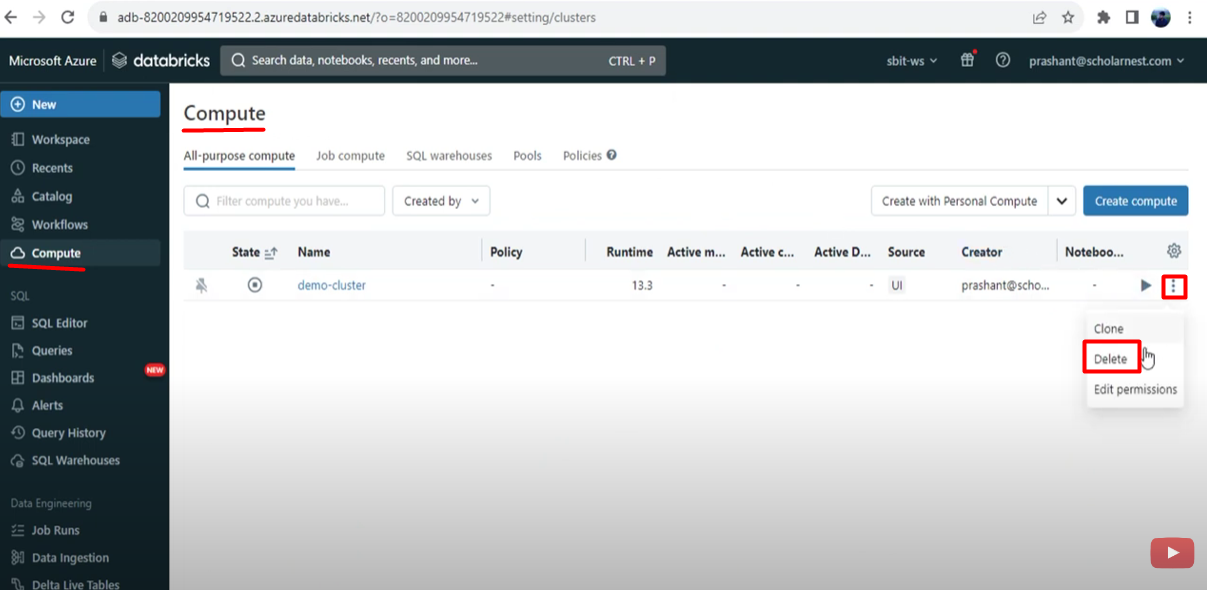 adb-8200209954719522.2.azuredatabricks.net/?o=8200209954719522#setting/clusters
Microsoft Azure databricks Search data, notebooks, recents, and more... CTRL + P sbit-ws prashant@scholarnest.com
New
Workspace
Recents
Catalog
Workflows
Compute
SQL
SQL Editor
Queries
Dashboards NEW
Alerts
Query History
SQL Warehouses
Data Engineering
Job Runs
Data Ingestion
Delta Live Tables
Compute
All-purpose compute Job compute SQL warehouses Pools Policies
Filter compute you have... Created by Create with Personal Compute Create compute
State Name Policy Runtime Active m... Active c... Active D... Source Creator Noteboo...
demo-cluster - 13.3 - - - UI prashant@scho... -
Clone
Delete
Edit permissions